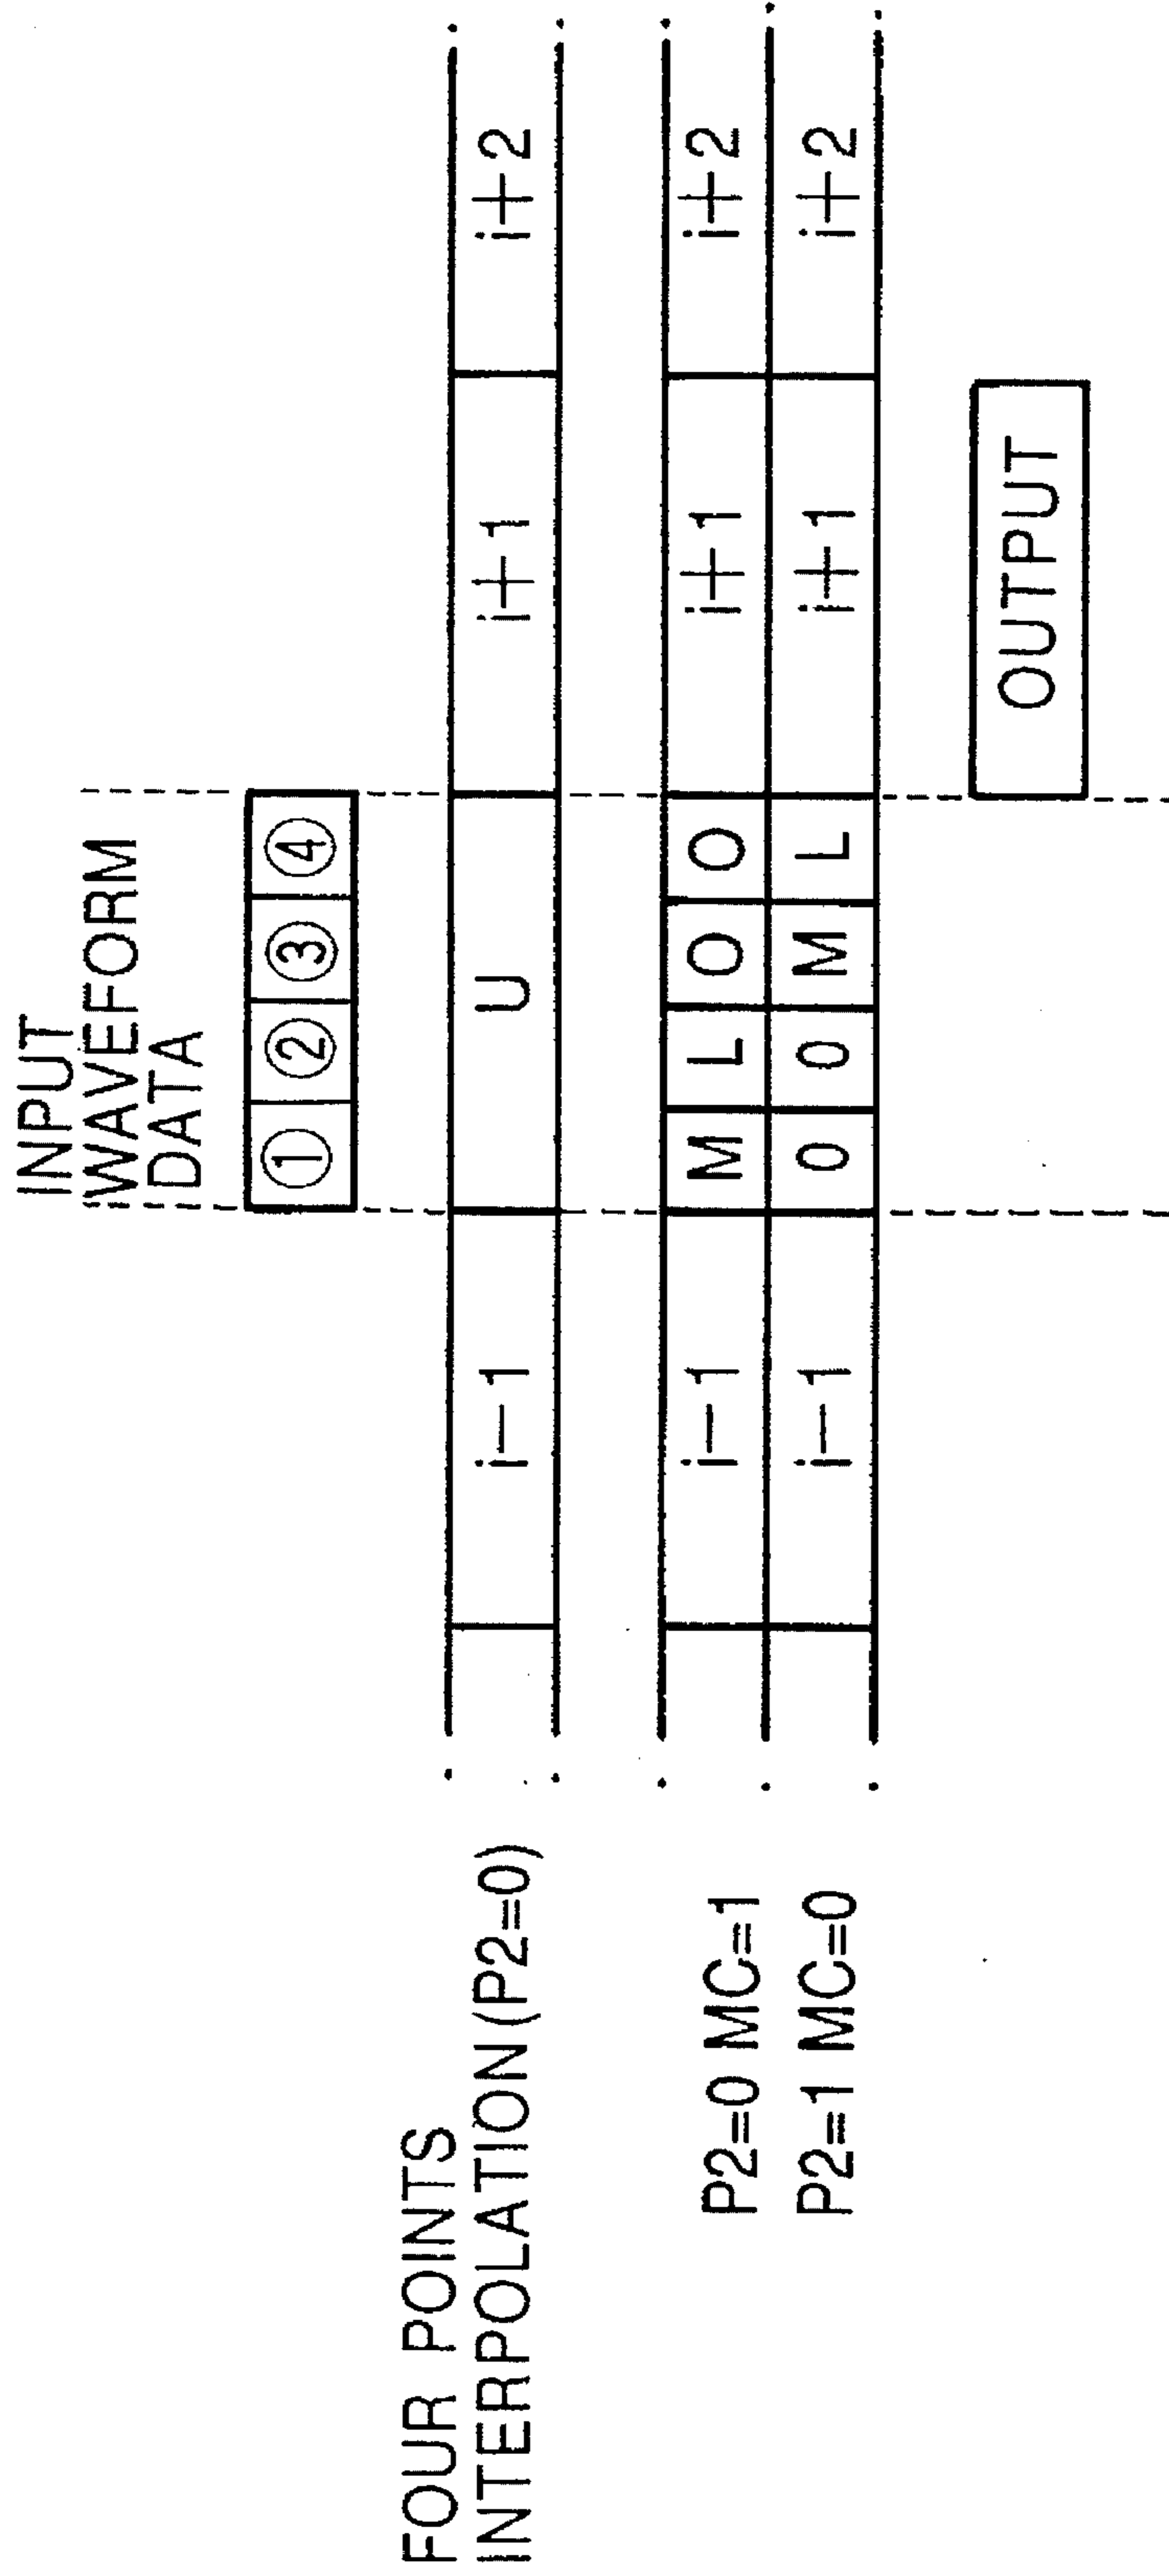 INPUT
WAVEFORM
DATA
① ② ③ ④
FOUR POINTS
INTERPOLATION (P2=0)
i−1 U i+1 i+2
P2=0 MC=1
i−1 M L O O i+1 i+2
P2=1 MC=0
i−1 0 0 M L i+1 i+2
OUTPUT